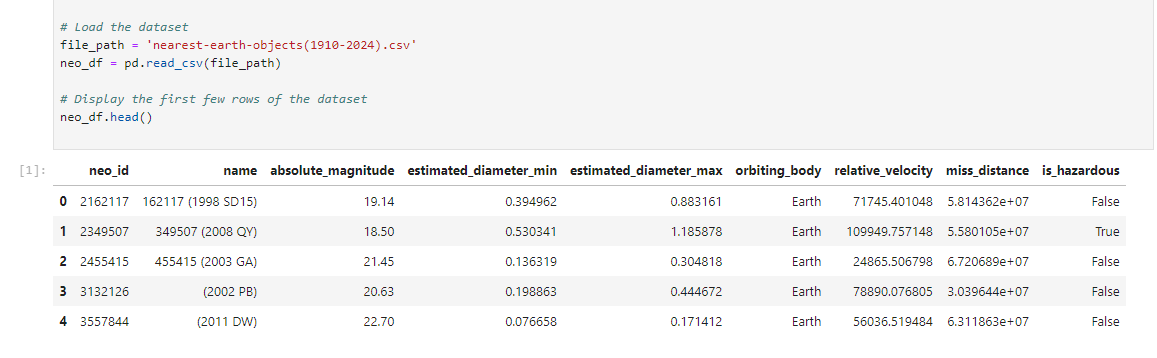 # Load the dataset
file_path = 'nearest-earth-objects(1910-2024).csv'
neo_df = pd.read_csv(file_path)
# Display the first few rows of the dataset
neo_df.head()
[1]: neo_id name absolute_magnitude estimated_diameter_min estimated_diameter_max orbiting_body relative_velocity miss_distance is_hazardous
0 2162117 162117 (1998 SD15) 19.14 0.394962 0.883161 Earth 71745.401048 5.814362e+07 False
1 2349507 349507 (2008 QY) 18.50 0.530341 1.185878 Earth 109949.757148 5.580105e+07 True
2 2455415 455415 (2003 GA) 21.45 0.136319 0.304818 Earth 24865.506798 6.720689e+07 False
3 3132126 (2002 PB) 20.63 0.198863 0.444672 Earth 78890.076805 3.039644e+07 False
4 3557844 (2011 DW) 22.70 0.076658 0.171412 Earth 56036.519484 6.311863e+07 False